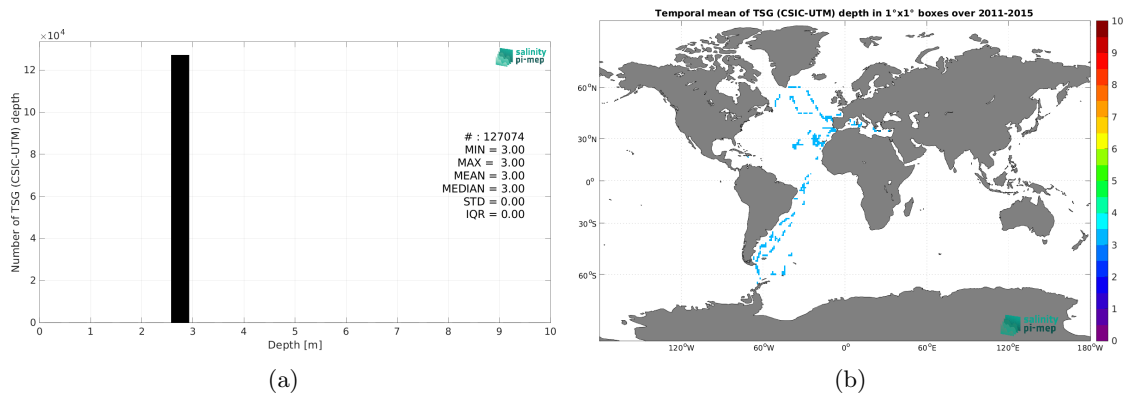 ×10⁴
12
10
8
6
4
2
0
Number of TSG (CSIC-UTM) depth
salinity
pi-mep
# : 127074
MIN = 3.00
MAX = 3.00
MEAN = 3.00
MEDIAN = 3.00
STD = 0.00
IQR = 0.00
0 1 2 3 4 5 6 7 8 9 10
Depth [m]
(a)
Temporal mean of TSG (CSIC-UTM) depth in 1°x1° boxes over 2011-2015
60°N
30°N
0°
30°S
60°S
120°W 60°W 0° 60°E 120°E 180°W
salinity
pi-mep
10
9
8
7
6
5
4
3
2
1
0
(b)